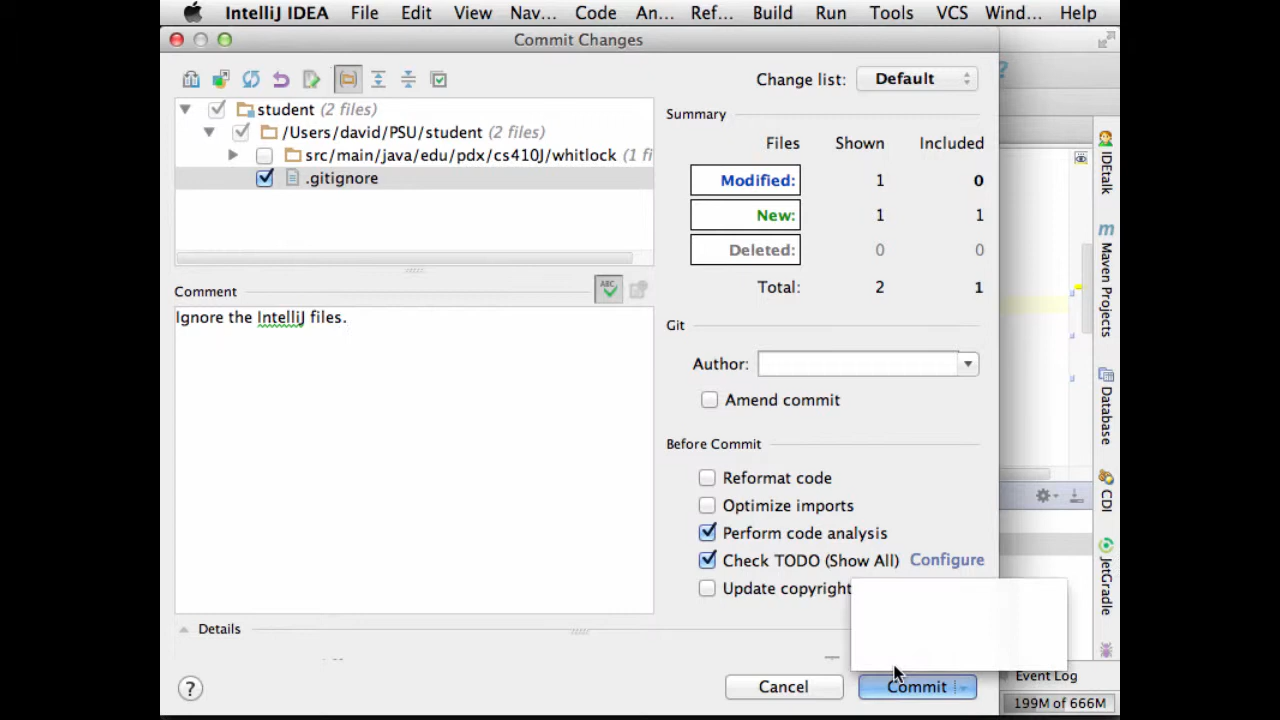 IntelliJ IDEA File Edit View Nav... Code An... Ref... Build Run Tools VCS Wind... Help
Commit Changes
Change list: Default
student (2 files)
/Users/david/PSU/student (2 files)
src/main/java/edu/pdx/cs410J/whitlock (1 fi
.gitignore
Summary
Files Shown Included
Modified: 1 0
New: 1 1
Deleted: 0 0
Total: 2 1
Comment
ABC
Ignore the IntelliJ files.
Git
Author:
Amend commit
Before Commit
Reformat code
Optimize imports
Perform code analysis
Check TODO (Show All) Configure
Update copyright
Details
? Cancel Commit
IDEtalk
m
Maven Projects
Database
CDI
JetGradle
Event Log
199M of 666M